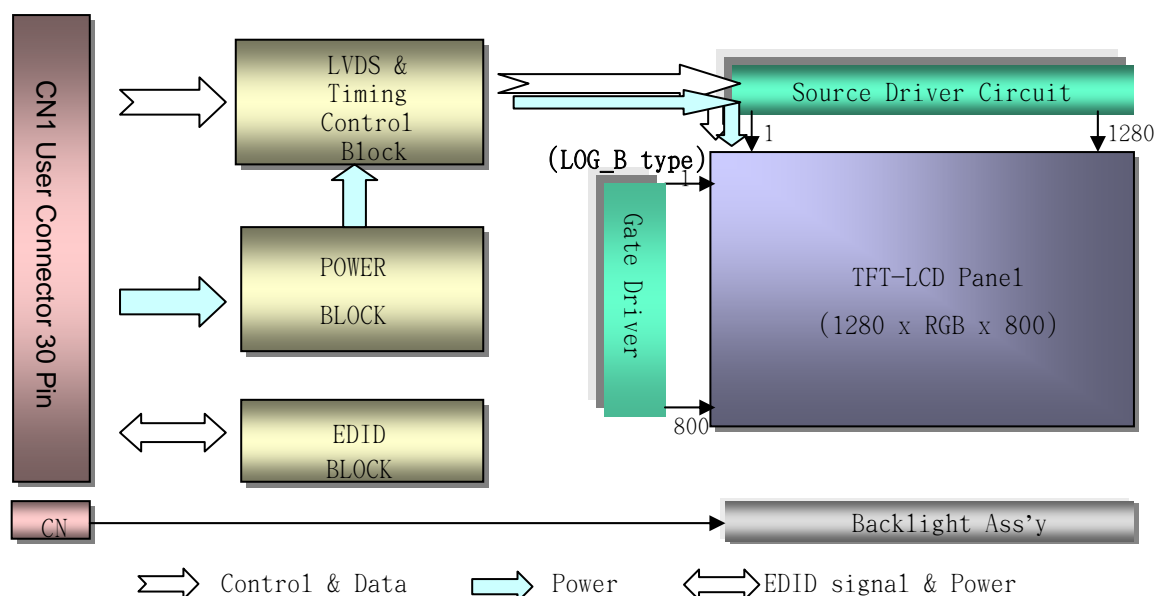 CN1 User Connector 30 Pin
LVDS &
Timing
Control
Block
Source Driver Circuit
1
1280
(LOG_B type)
1
Gate Driver
800
POWER
BLOCK
TFT-LCD Panel
(1280 x RGB x 800)
EDID
BLOCK
CN
Backlight Ass'y
Control & Data
Power
EDID signal & Power